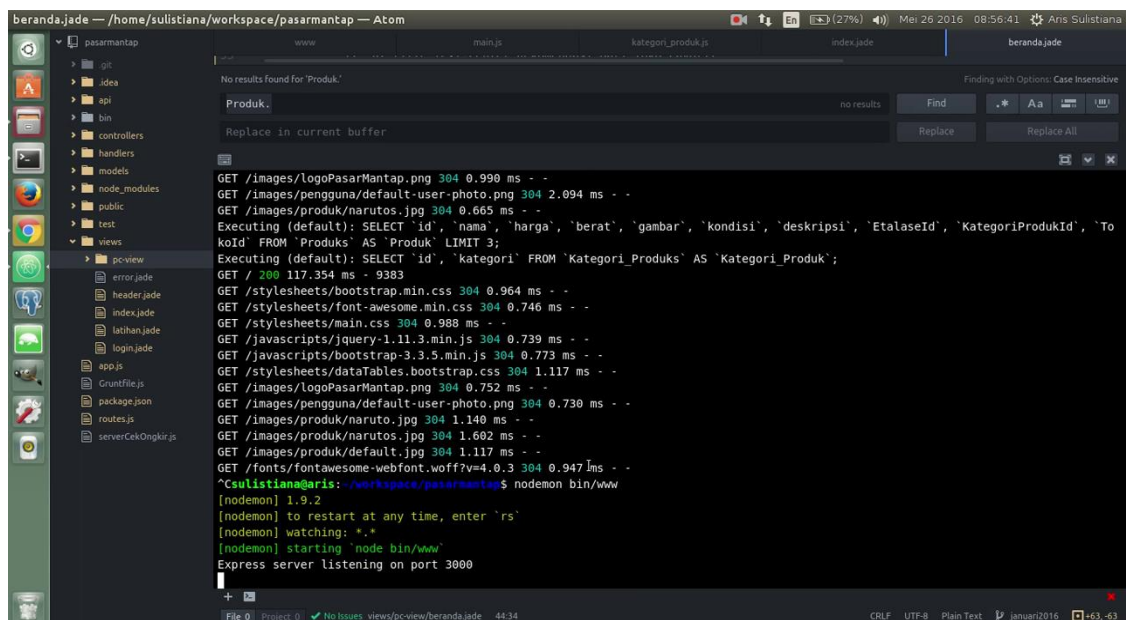 beranda.jade — /home/sulistiana/workspace/pasarmantap — Atom
En (27%) Mei 26 2016 08:56:41 Aris Sulistiana
pasarmantap
www main.js kategori_produk.js index.jade beranda.jade
.git
.idea
api
bin
controllers
handlers
models
node_modules
public
test
views
pc-view
error.jade
header.jade
index.jade
latihan.jade
login.jade
app.js
Gruntfile.js
package.json
routes.js
serverCekOngkir.js
No results found for 'Produk.' Finding with Options: Case Insensitive
Produk. no results Find .* Aa
Replace in current buffer Replace Replace All
GET /images/logoPasarMantap.png 304 0.990 ms - -
GET /images/pengguna/default-user-photo.png 304 2.094 ms - -
GET /images/produk/narutos.jpg 304 0.665 ms - -
Executing (default): SELECT `id`, `nama`, `harga`, `berat`, `gambar`, `kondisi`, `deskripsi`, `EtalaseId`, `KategoriProdukId`, `To
koId` FROM `Produks` AS `Produk` LIMIT 3;
Executing (default): SELECT `id`, `kategori` FROM `Kategori_Produks` AS `Kategori_Produk`;
GET / 200 117.354 ms - 9383
GET /stylesheets/bootstrap.min.css 304 0.964 ms - -
GET /stylesheets/font-awesome.min.css 304 0.746 ms - -
GET /stylesheets/main.css 304 0.988 ms - -
GET /javascripts/jquery-1.11.3.min.js 304 0.739 ms - -
GET /javascripts/bootstrap-3.3.5.min.js 304 0.773 ms - -
GET /stylesheets/dataTables.bootstrap.css 304 1.117 ms - -
GET /images/logoPasarMantap.png 304 0.752 ms - -
GET /images/pengguna/default-user-photo.png 304 0.730 ms - -
GET /images/produk/naruto.jpg 304 1.140 ms - -
GET /images/produk/narutos.jpg 304 1.602 ms - -
GET /images/produk/default.jpg 304 1.117 ms - -
GET /fonts/fontawesome-webfont.woff?v=4.0.3 304 0.947 ms - -
^Csulistiana@aris:~/workspace/pasarmantap$ nodemon bin/www
[nodemon] 1.9.2
[nodemon] to restart at any time, enter `rs`
[nodemon] watching: *.*
[nodemon] starting `node bin/www`
Express server listening on port 3000
File 0 Project 0 No Issues views/pc-view/beranda.jade 44:34 CRLF UTF-8 Plain Text januari2016 +63, -63